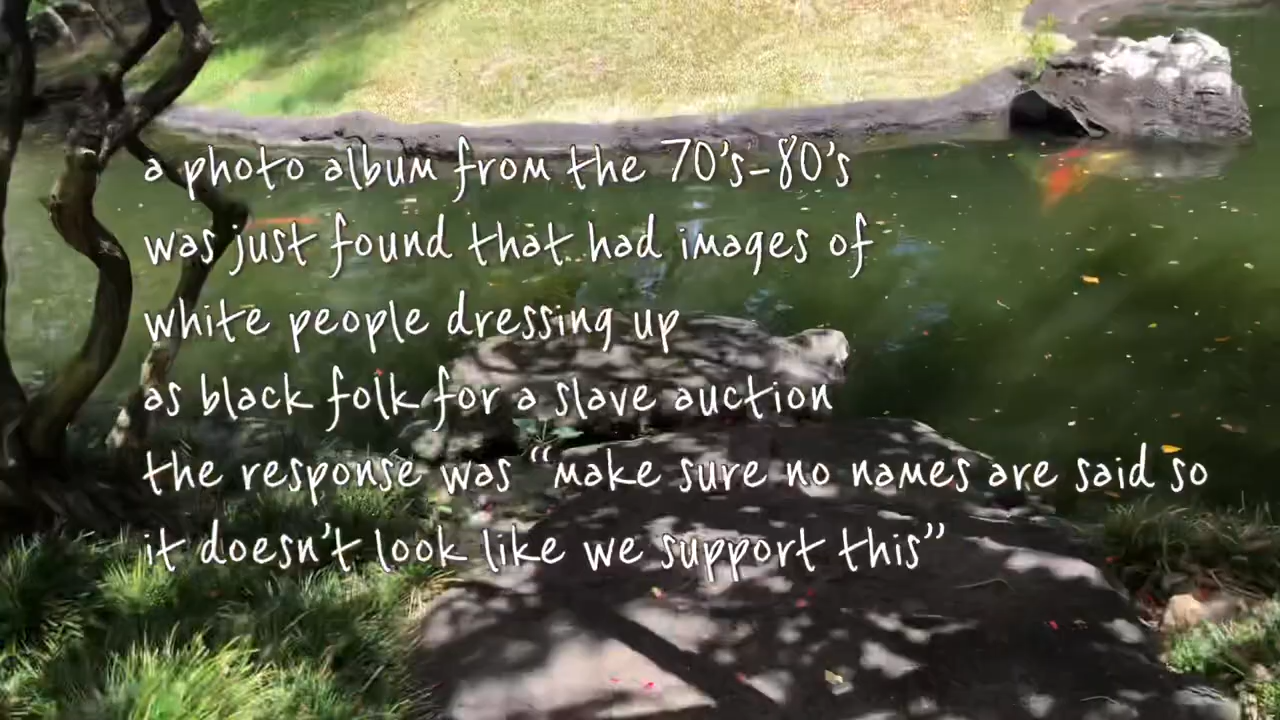 a photo album from the 70's-80's
was just found that had images of
white people dressing up
as black folk for a slave auction
the response was “make sure no names are said so
it doesn't look like we support this”